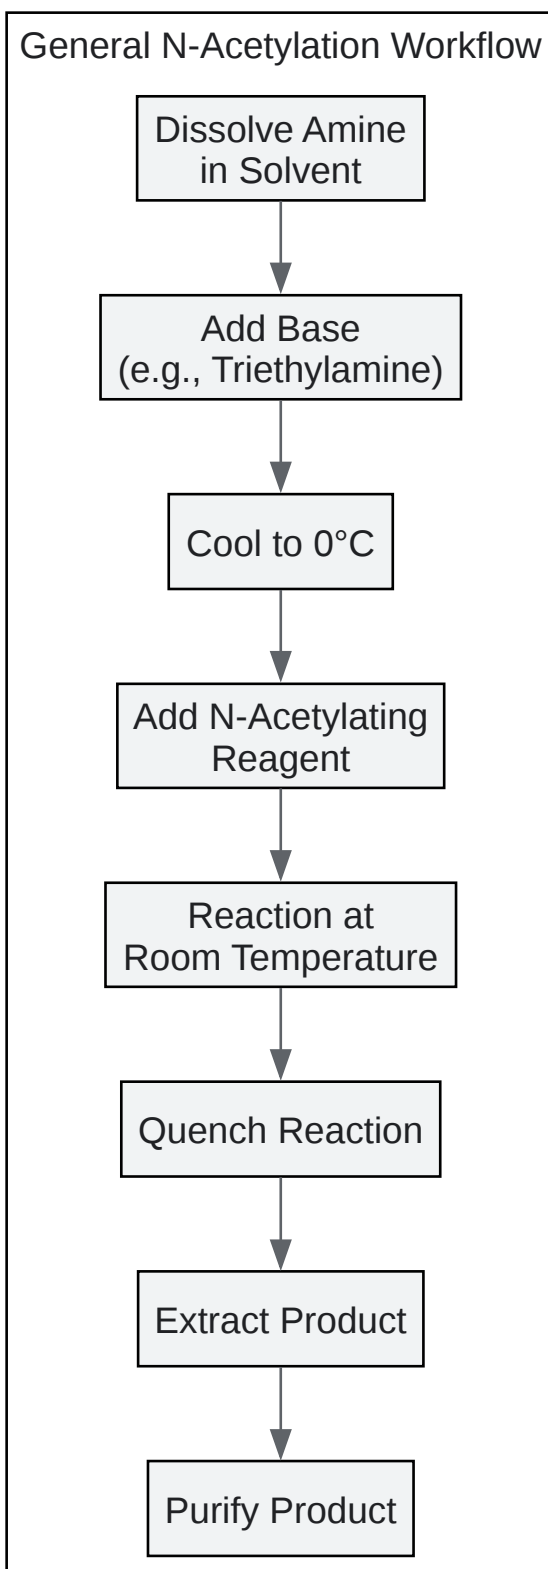 General N-Acetylation Workflow
Dissolve Amine
in Solvent
Add Base
(e.g., Triethylamine)
Cool to 0°C
Add N-Acetylating
Reagent
Reaction at
Room Temperature
Quench Reaction
Extract Product
Purify Product